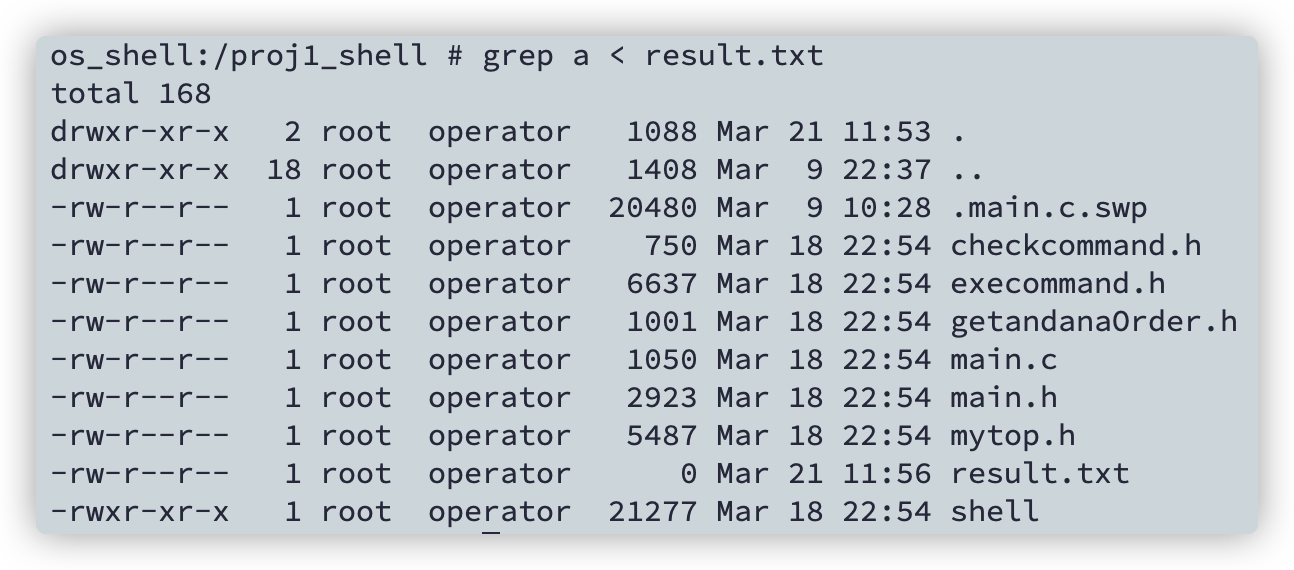 os_shell:/proj1_shell # grep a < result.txt
total 168
drwxr-xr-x   2 root  operator   1088 Mar 21 11:53 .
drwxr-xr-x  18 root  operator   1408 Mar  9 22:37 ..
-rw-r--r--   1 root  operator  20480 Mar  9 10:28 .main.c.swp
-rw-r--r--   1 root  operator    750 Mar 18 22:54 checkcommand.h
-rw-r--r--   1 root  operator   6637 Mar 18 22:54 execommand.h
-rw-r--r--   1 root  operator   1001 Mar 18 22:54 getandanaOrder.h
-rw-r--r--   1 root  operator   1050 Mar 18 22:54 main.c
-rw-r--r--   1 root  operator   2923 Mar 18 22:54 main.h
-rw-r--r--   1 root  operator   5487 Mar 18 22:54 mytop.h
-rw-r--r--   1 root  operator      0 Mar 21 11:56 result.txt
-rwxr-xr-x   1 root  operator  21277 Mar 18 22:54 shell